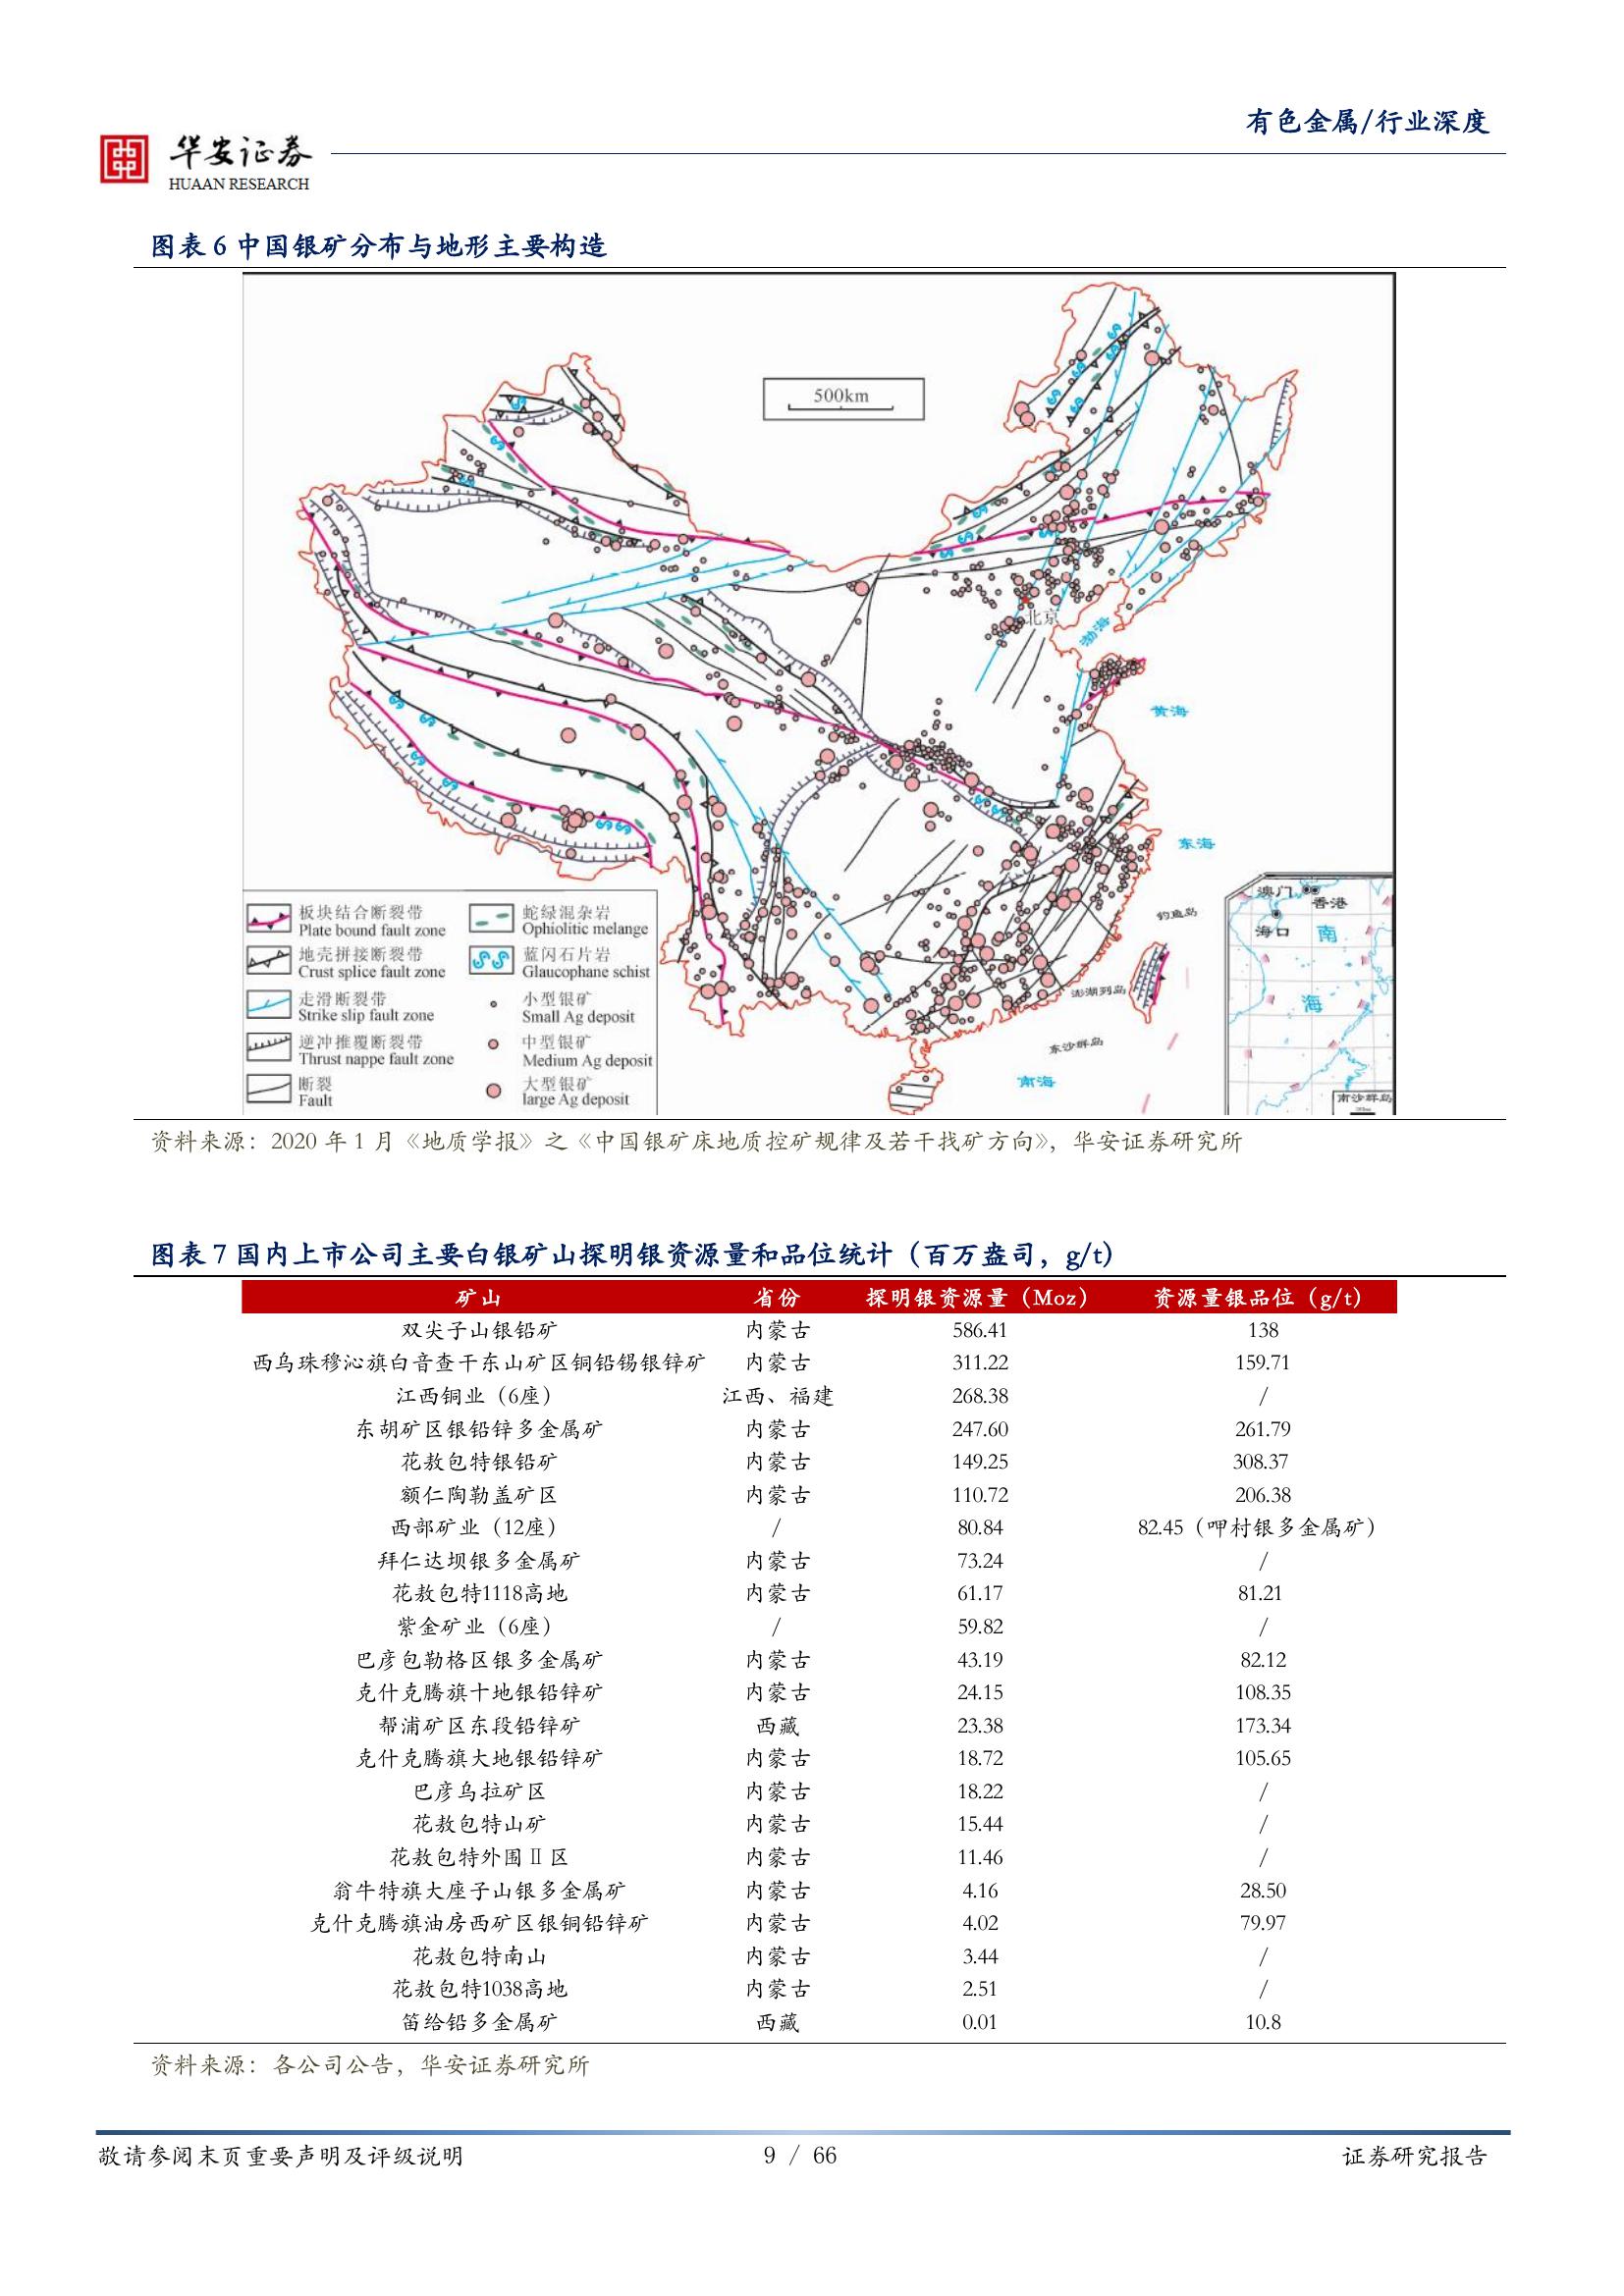 有色金属/行业深度
华安证券
HUAAN RESEARCH
图表 6 中国银矿分布与地形主要构造
500km
北京
渤海
黄海
东海
钓鱼岛
澎湖列岛
东沙群岛
南海
澳门
香港
海口
南
海
南沙群岛
板块结合断裂带
Plate bound fault zone
地壳拼接断裂带
Crust splice fault zone
走滑断裂带
Strike slip fault zone
逆冲推覆断裂带
Thrust nappe fault zone
断裂
Fault
蛇绿混杂岩
Ophiolitic melange
蓝闪石片岩
Glaucophane schist
小型银矿
Small Ag deposit
中型银矿
Medium Ag deposit
大型银矿
large Ag deposit
资料来源：2020 年 1 月《地质学报》之《中国银矿床地质控矿规律及若干找矿方向》，华安证券研究所
图表 7 国内上市公司主要白银矿山探明银资源量和品位统计（百万盎司，g/t）
矿山 省份 探明银资源量（Moz） 资源量银品位（g/t）
双尖子山银铅矿 内蒙古 586.41 138
西乌珠穆沁旗白音查干东山矿区铜铅锡银锌矿 内蒙古 311.22 159.71
江西铜业（6座） 江西、福建 268.38 /
东胡矿区银铅锌多金属矿 内蒙古 247.60 261.79
花敖包特银铅矿 内蒙古 149.25 308.37
额仁陶勒盖矿区 内蒙古 110.72 206.38
西部矿业（12座） / 80.84 82.45（呷村银多金属矿）
拜仁达坝银多金属矿 内蒙古 73.24 /
花敖包特1118高地 内蒙古 61.17 81.21
紫金矿业（6座） / 59.82 /
巴彦包勒格区银多金属矿 内蒙古 43.19 82.12
克什克腾旗十地银铅锌矿 内蒙古 24.15 108.35
帮浦矿区东段铅锌矿 西藏 23.38 173.34
克什克腾旗大地银铅锌矿 内蒙古 18.72 105.65
巴彦乌拉矿区 内蒙古 18.22 /
花敖包特山矿 内蒙古 15.44 /
花敖包特外围Ⅱ区 内蒙古 11.46 /
翁牛特旗大座子山银多金属矿 内蒙古 4.16 28.50
克什克腾旗油房西矿区银铜铅锌矿 内蒙古 4.02 79.97
花敖包特南山 内蒙古 3.44 /
花敖包特1038高地 内蒙古 2.51 /
笛给铅多金属矿 西藏 0.01 10.8
资料来源：各公司公告，华安证券研究所
敬请参阅末页重要声明及评级说明 9 / 66 证券研究报告